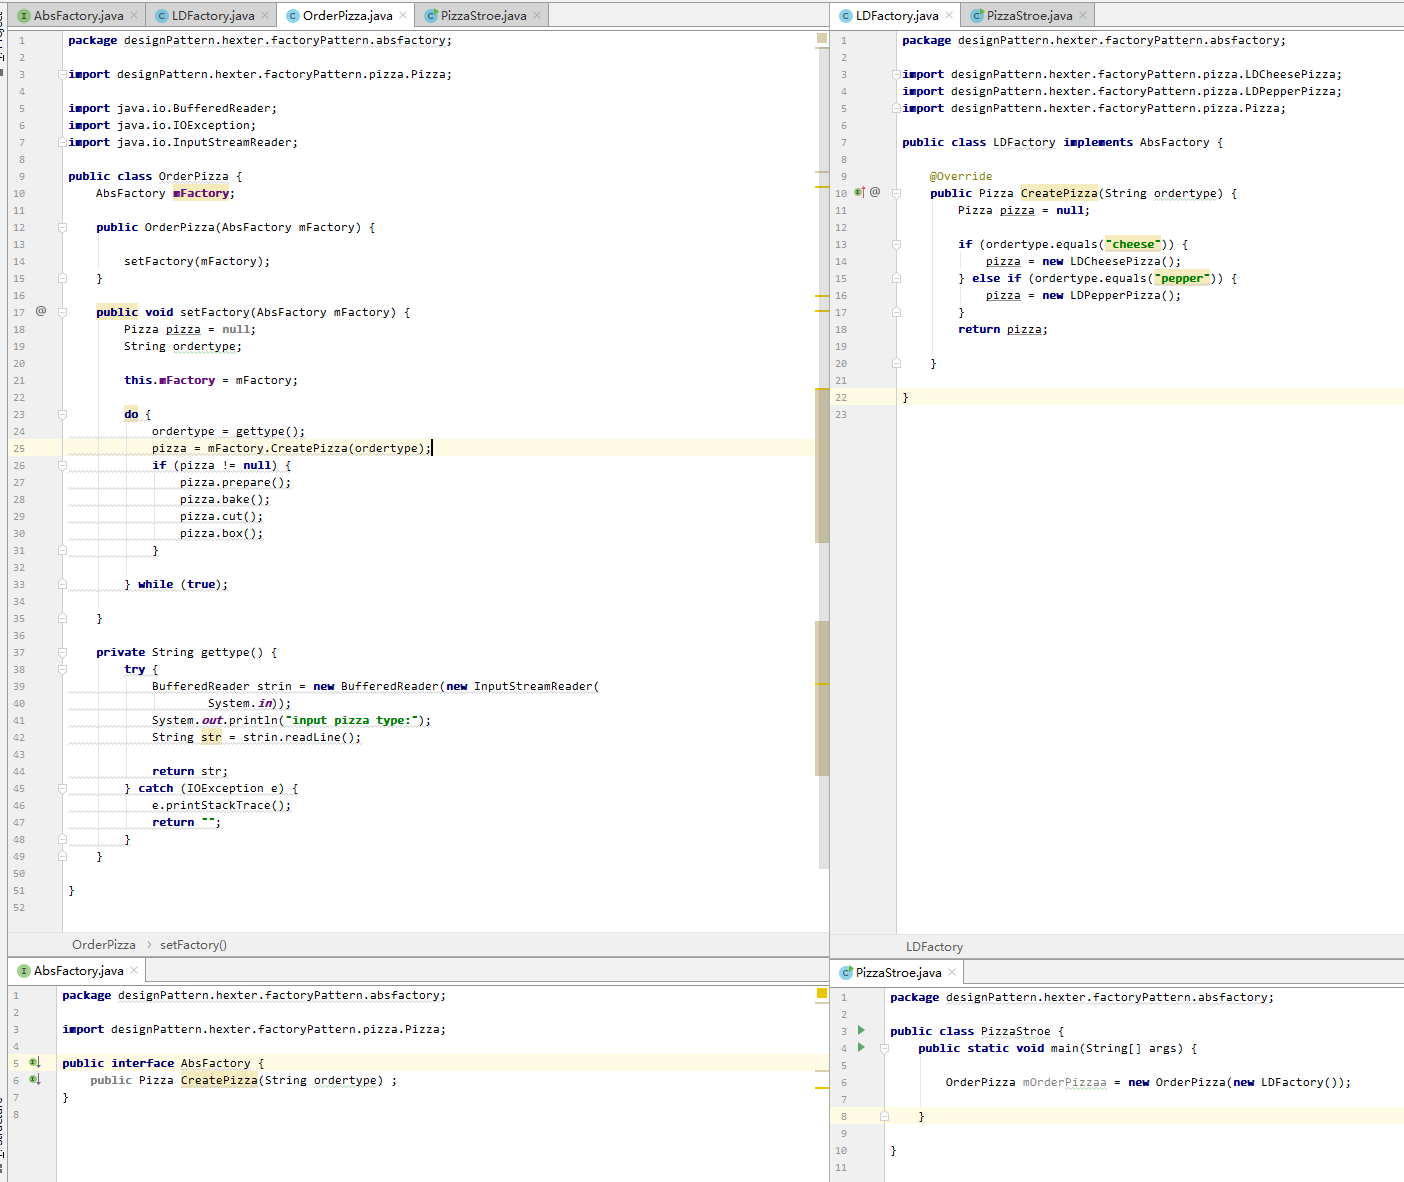 AbsFactory.java LDFactory.java OrderPizza.java PizzaStroe.java
1 package designPattern.hexter.factoryPattern.absfactory;
2
3 import designPattern.hexter.factoryPattern.pizza.Pizza;
4
5 import java.io.BufferedReader;
6 import java.io.IOException;
7 import java.io.InputStreamReader;
8
9 public class OrderPizza {
10 AbsFactory mFactory;
11
12 public OrderPizza(AbsFactory mFactory) {
13
14 setFactory(mFactory);
15 }
16
17 @ public void setFactory(AbsFactory mFactory) {
18 Pizza pizza = null;
19 String ordertype;
20
21 this.mFactory = mFactory;
22
23 do {
24 ordertype = gettype();
25 pizza = mFactory.CreatePizza(ordertype);
26 if (pizza != null) {
27 pizza.prepare();
28 pizza.bake();
29 pizza.cut();
30 pizza.box();
31 }
32
33 } while (true);
34
35 }
36
37 private String gettype() {
38 try {
39 BufferedReader strin = new BufferedReader(new InputStreamReader(
40 System.in));
41 System.out.println("input pizza type:");
42 String str = strin.readLine();
43
44 return str;
45 } catch (IOException e) {
46 e.printStackTrace();
47 return "";
48 }
49 }
50
51 }
52
OrderPizza › setFactory()
LDFactory.java PizzaStroe.java
1 package designPattern.hexter.factoryPattern.absfactory;
2
3 import designPattern.hexter.factoryPattern.pizza.LDCheesePizza;
4 import designPattern.hexter.factoryPattern.pizza.LDPepperPizza;
5 import designPattern.hexter.factoryPattern.pizza.Pizza;
6
7 public class LDFactory implements AbsFactory {
8
9 @Override
10 @ public Pizza CreatePizza(String ordertype) {
11 Pizza pizza = null;
12
13 if (ordertype.equals("cheese")) {
14 pizza = new LDCheesePizza();
15 } else if (ordertype.equals("pepper")) {
16 pizza = new LDPepperPizza();
17 }
18 return pizza;
19
20 }
21
22 }
23
LDFactory
AbsFactory.java
1 package designPattern.hexter.factoryPattern.absfactory;
2
3 import designPattern.hexter.factoryPattern.pizza.Pizza;
4
5 public interface AbsFactory {
6 public Pizza CreatePizza(String ordertype) ;
7 }
8
PizzaStroe.java
1 package designPattern.hexter.factoryPattern.absfactory;
2
3 public class PizzaStroe {
4 public static void main(String[] args) {
5
6 OrderPizza mOrderPizzaa = new OrderPizza(new LDFactory());
7
8 }
9
10 }
11